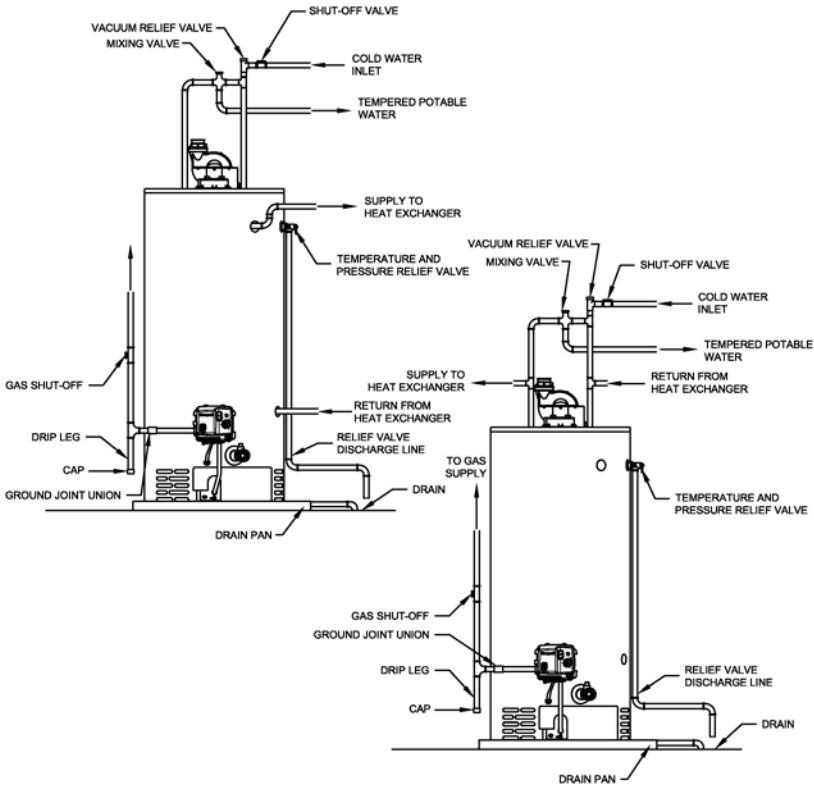 SHUT-OFF VALVE
VACUUM RELIEF VALVE
MIXING VALVE
COLD WATER
INLET
TEMPERED POTABLE
WATER
SUPPLY TO
HEAT EXCHANGER
TEMPERATURE AND
PRESSURE RELIEF VALVE
GAS SHUT-OFF
RETURN FROM
HEAT EXCHANGER
DRIP LEG
RELIEF VALVE
DISCHARGE LINE
CAP
GROUND JOINT UNION
DRAIN
DRAIN PAN
VACUUM RELIEF VALVE
MIXING VALVE
SHUT-OFF VALVE
COLD WATER
INLET
TEMPERED POTABLE
WATER
SUPPLY TO
HEAT EXCHANGER
RETURN FROM
HEAT EXCHANGER
TO GAS
SUPPLY
TEMPERATURE AND
PRESSURE RELIEF VALVE
GAS SHUT-OFF
GROUND JOINT UNION
DRIP LEG
RELIEF VALVE
DISCHARGE LINE
CAP
DRAIN
DRAIN PAN